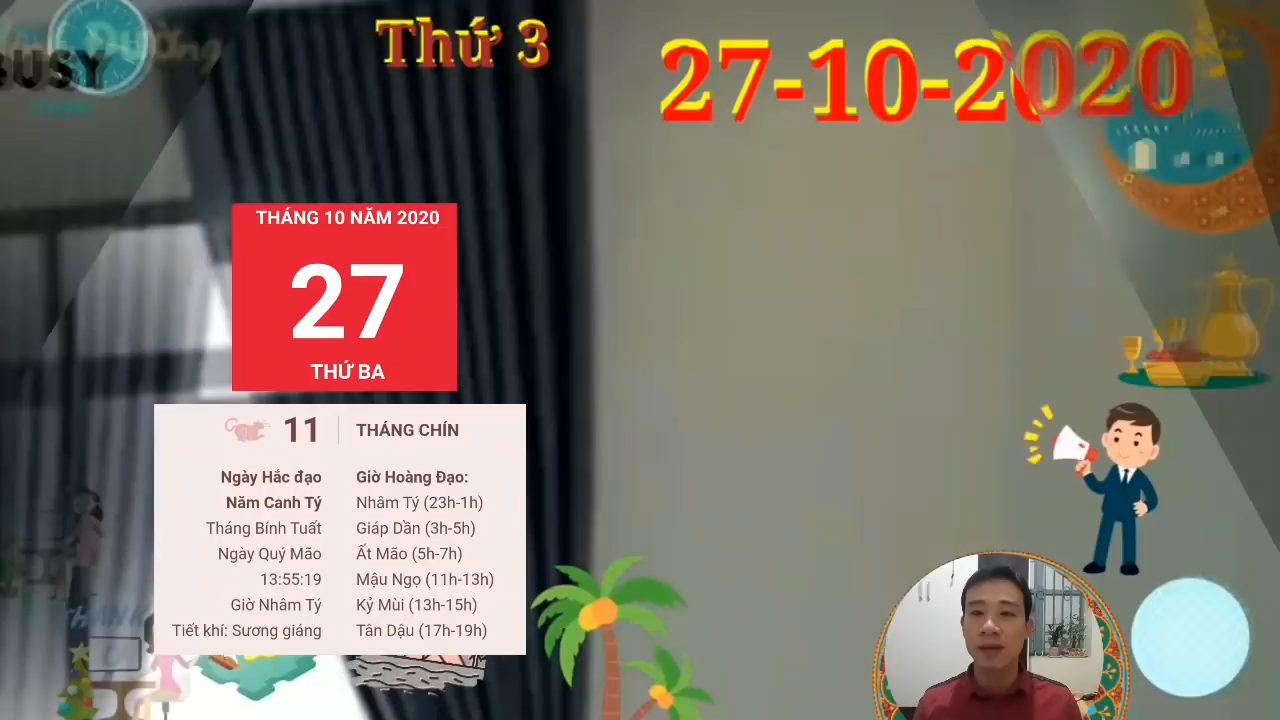 Thứ 3
27-10-2020
BUSY
THÁNG 10 NĂM 2020
27
THỨ BA
11
THÁNG CHÍN
Ngày Hắc đạo
Năm Canh Tý
Tháng Bính Tuất
Ngày Quý Mão
13:55:19
Giờ Nhâm Tý
Tiết khí: Sương giáng
Giờ Hoàng Đạo:
Nhâm Tý (23h-1h)
Giáp Dần (3h-5h)
Ất Mão (5h-7h)
Mậu Ngọ (11h-13h)
Kỷ Mùi (13h-15h)
Tân Dậu (17h-19h)